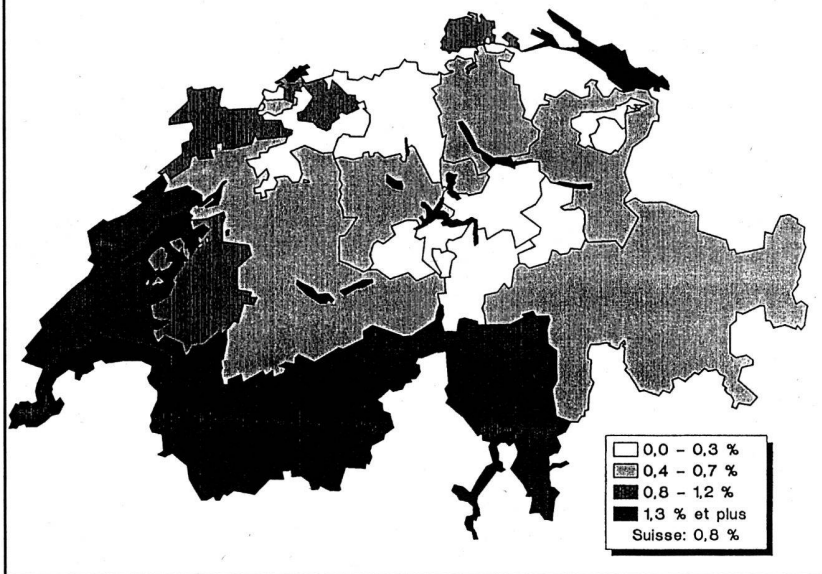 0,0 - 0,3 %
0,4 - 0,7 %
0,8 - 1,2 %
1,3 % et plus
Suisse: 0,8 %